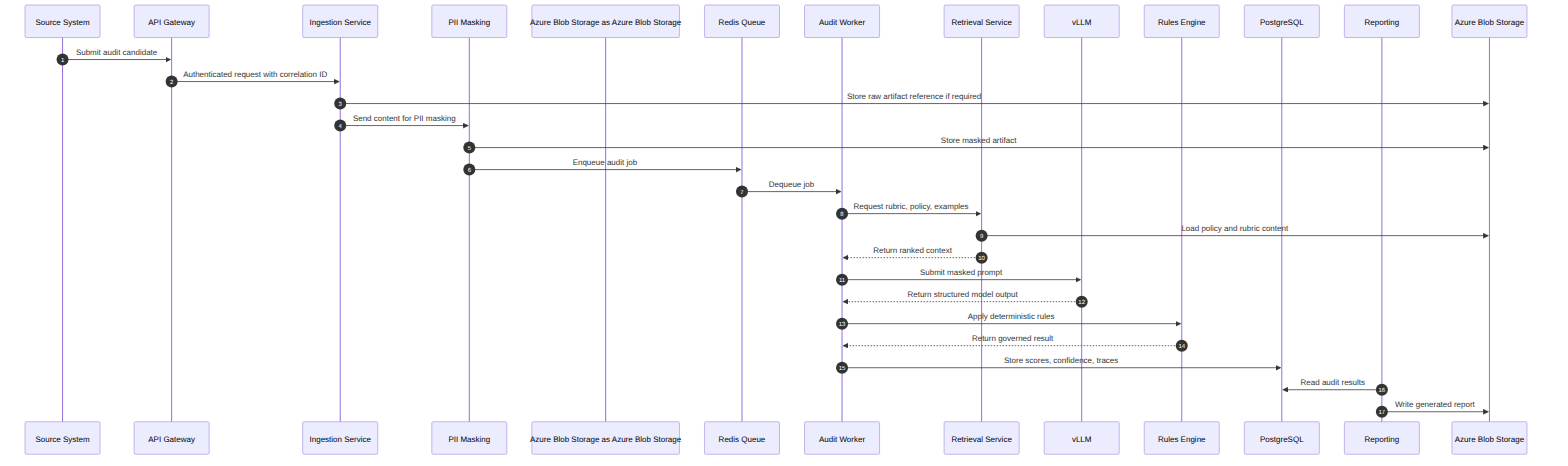 Source System
API Gateway
Ingestion Service
PII Masking
Azure Blob Storage as Azure Blob Storage
Redis Queue
Audit Worker
Retrieval Service
vLLM
Rules Engine
PostgreSQL
Reporting
Azure Blob Storage
Submit audit candidate
1
Authenticated request with correlation ID
2
Store raw artifact reference if required
3
Send content for PII masking
4
Store masked artifact
5
Enqueue audit job
6
Dequeue job
7
Request rubric, policy, examples
8
Load policy and rubric content
9
Return ranked context
10
Submit masked prompt
11
Return structured model output
12
Apply deterministic rules
13
Return governed result
14
Store scores, confidence, traces
15
Read audit results
16
Write generated report
17
Source System
API Gateway
Ingestion Service
PII Masking
Azure Blob Storage as Azure Blob Storage
Redis Queue
Audit Worker
Retrieval Service
vLLM
Rules Engine
PostgreSQL
Reporting
Azure Blob Storage